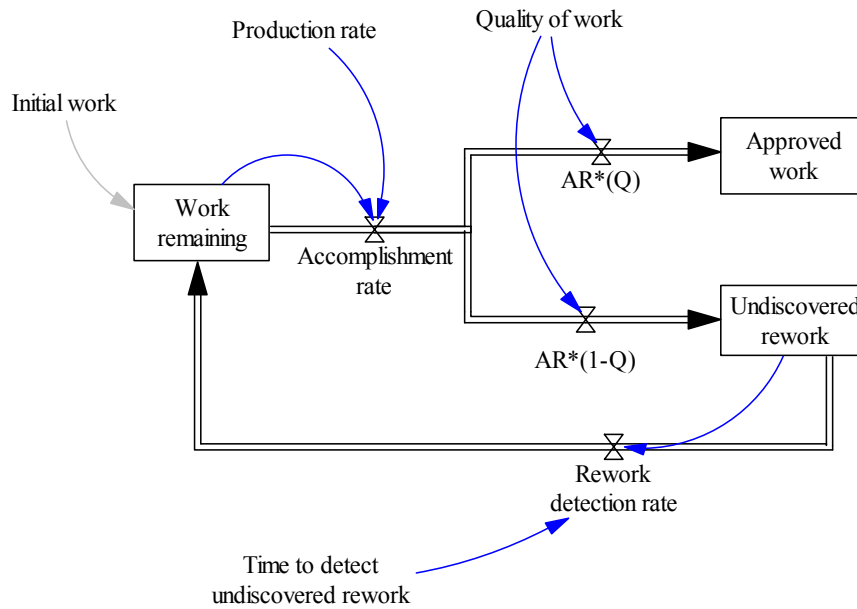 Production rate
Quality of work
Initial work
Approved
work
AR*(Q)
Work
remaining
Accomplishment
rate
Undiscovered
rework
AR*(1-Q)
Rework
detection rate
Time to detect
undiscovered rework